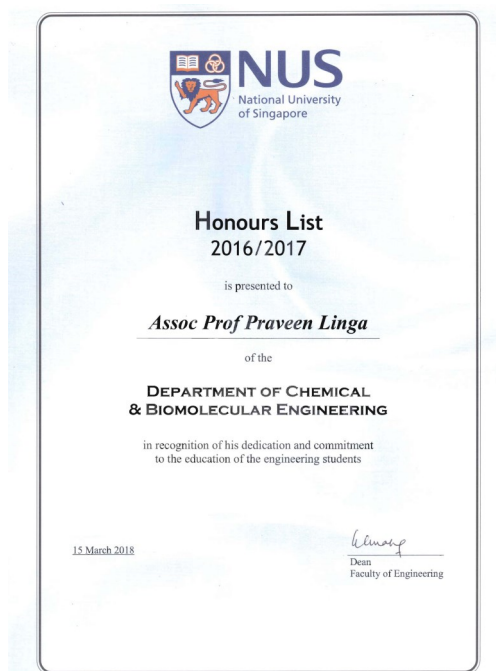 NUS
National University
of Singapore
Honours List
2016/2017
is presented to
Assoc Prof Praveen Linga
of the
DEPARTMENT OF CHEMICAL
& BIOMOLECULAR ENGINEERING
in recognition of his dedication and commitment
to the education of the engineering students
15 March 2018
Dean
Faculty of Engineering